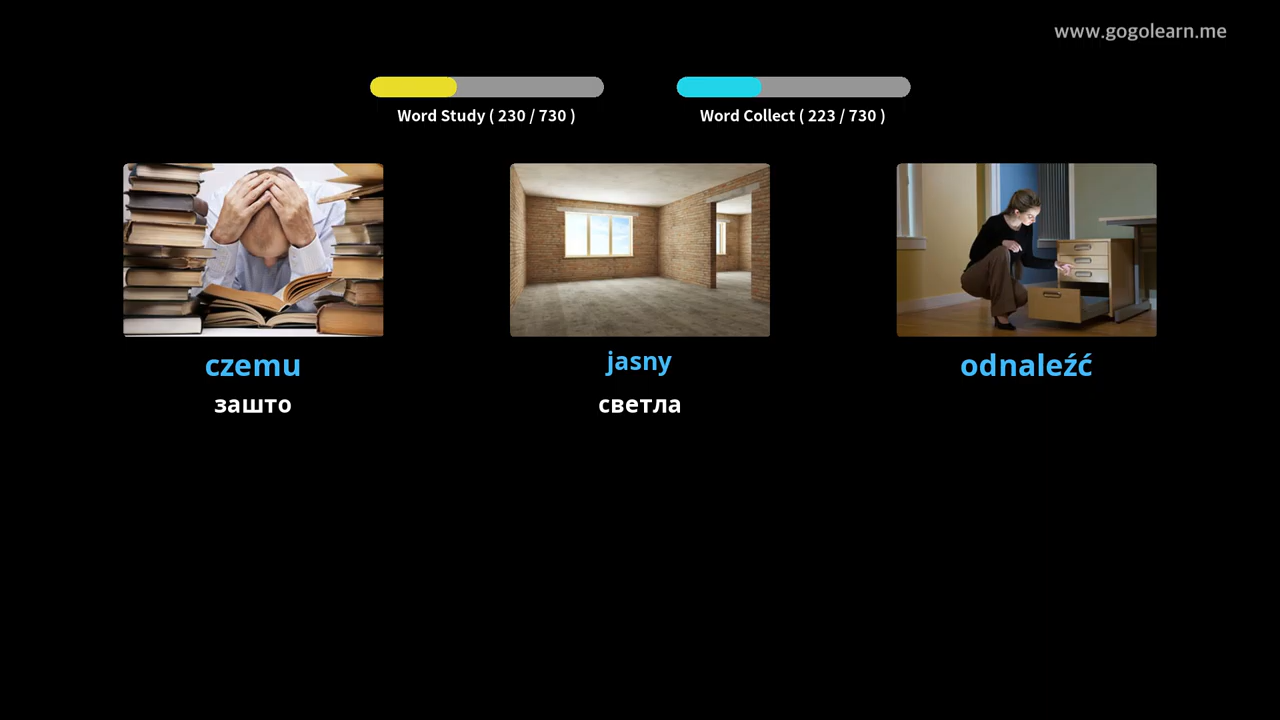 www.gogolearn.me
Word Study ( 230 / 730 )
Word Collect ( 223 / 730 )
czemu
jasny
odnaleźć
зашто
светла